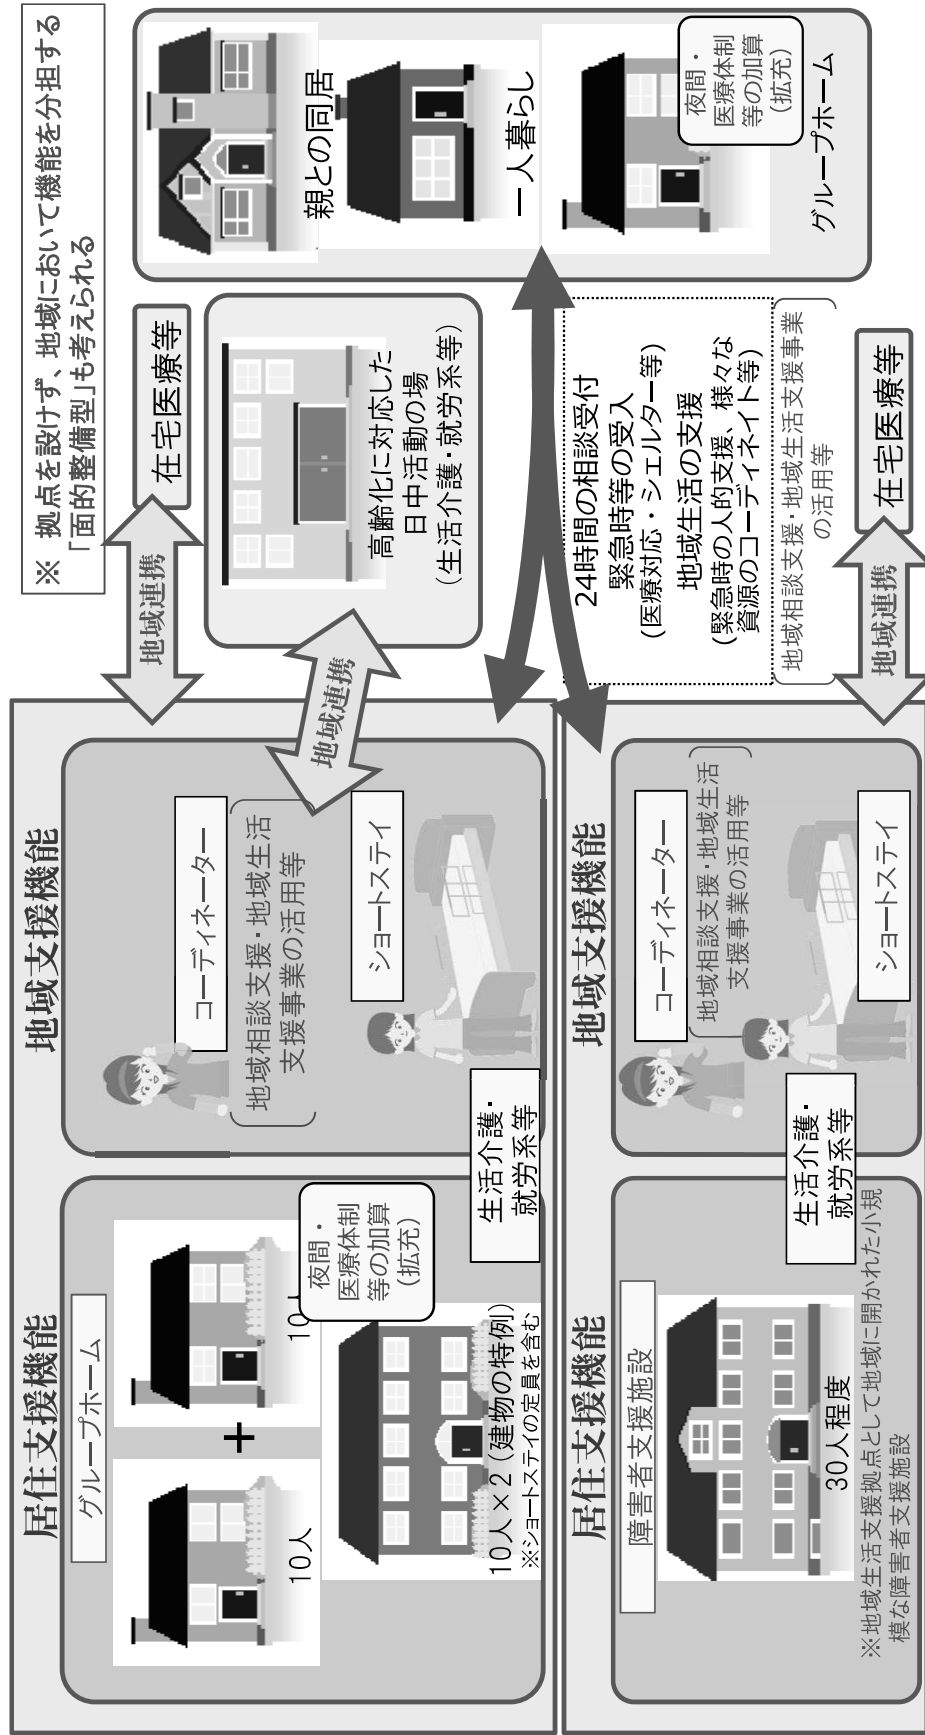 居住支援機能
グループホーム
10人
＋
10人
夜間・
医療体制
等の加算
（拡充）
10人×2（建物の特例）
※ショートステイの定員を含む
生活介護・
就労系等
地域支援機能
コーディネーター
地域相談支援・地域生活
支援事業の活用等
ショートステイ
地域連携
在宅医療等
※　拠点を設けず、地域において機能を分担する
「面的整備型」も考えられる
地域連携
高齢化に対応した
日中活動の場
（生活介護・就労系等）
親との同居
一人暮らし
グループホーム
夜間・
医療体制
等の加算
（拡充）
24時間の相談受付
緊急時等の受入
（医療対応・シェルター等）
地域生活の支援
（緊急時の人的支援、様々な
資源のコーディネイト等）
地域相談支援・地域生活支援事業
の活用等
居住支援機能
障害者支援施設
30人程度
※地域生活支援拠点として地域に開かれた小規
模な障害者支援施設
生活介護・
就労系等
地域支援機能
コーディネーター
地域相談支援・地域生活
支援事業の活用等
ショートステイ
地域連携
在宅医療等